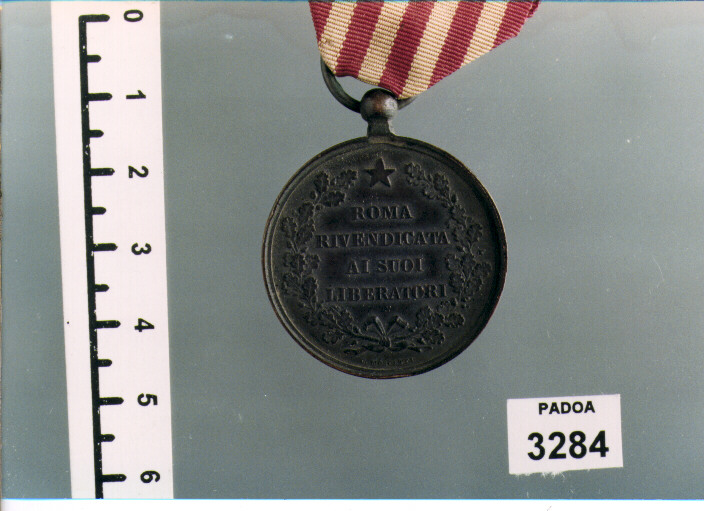 0
1
2
3
4
5
6
ROMA
RIVENDICATA
AI SUOI
LIBERATORI
PADOA
3284